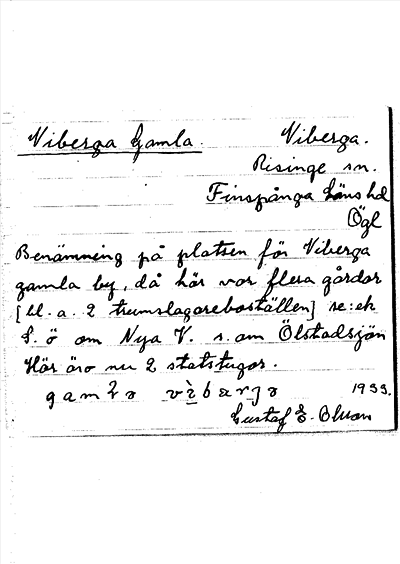 Viberga Gamla. Viberga.
Risinge sn.
Finspånga läns hd
Ögl
Benämning på platsen för Viberga
gamla by, då här var flera gårdar
[bl. a. 2 trumslagareboställen] se: ek
S. ö om Nya V. s. om Ölstadsjön
Här äro nu 2 statstugor.
1933.
Gustaf E. Olsson